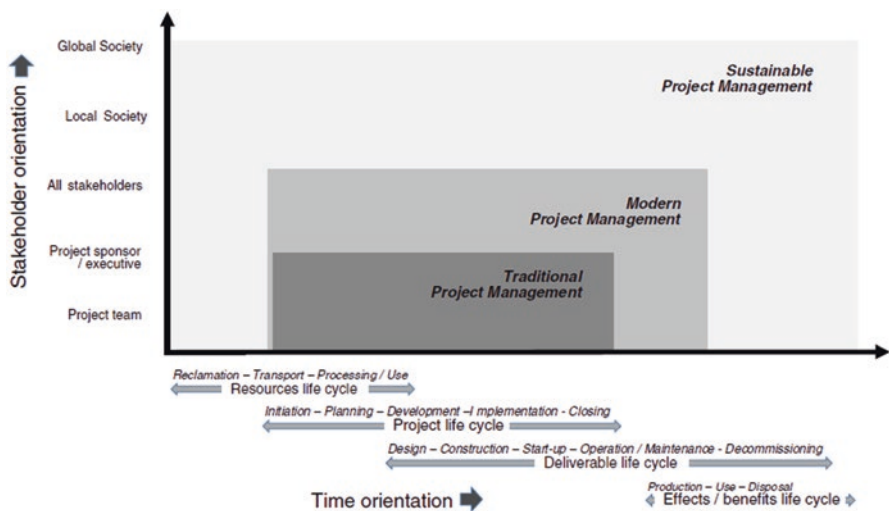 Global Society
Local Society
All stakeholders
Project sponsor
/ executive
Project team
Stakeholder orientation
Sustainable
Project Management
Modern
Project Management
Traditional
Project Management
Reclamation – Transport – Processing / Use
Resources life cycle
Initiation – Planning – Development –Implementation - Closing
Project life cycle
Design – Construction – Start-up – Operation / Maintenance - Decommissioning
Deliverable life cycle
Production – Use – Disposal
Effects / benefits life cycle
Time orientation